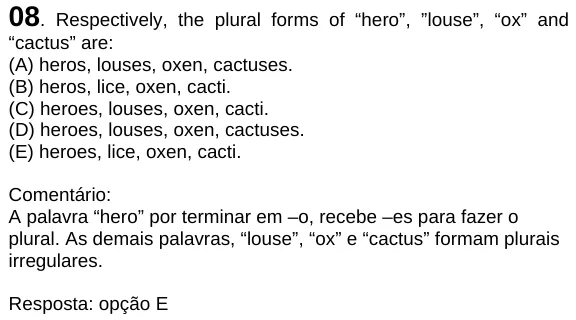 08. Respectively, the plural forms of “hero”, ”louse”, “ox” and
“cactus” are:
(A) heros, louses, oxen, cactuses.
(B) heros, lice, oxen, cacti.
(C) heroes, louses, oxen, cacti.
(D) heroes, louses, oxen, cactuses.
(E) heroes, lice, oxen, cacti.
Comentário:
A palavra “hero” por terminar em –o, recebe –es para fazer o
plural. As demais palavras, “louse”, “ox” e “cactus” formam plurais
irregulares.
Resposta: opção E